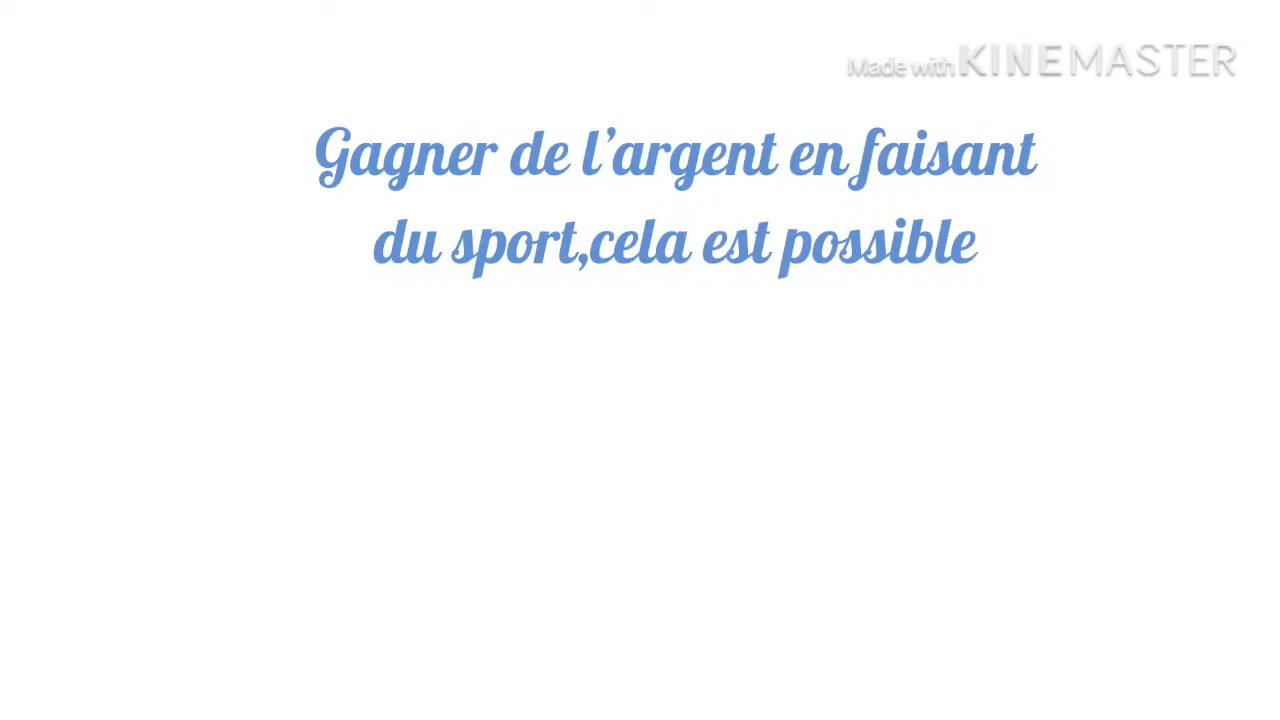 Made with KINEMASTER
Gagner de l’argent en faisant
du sport,cela est possible